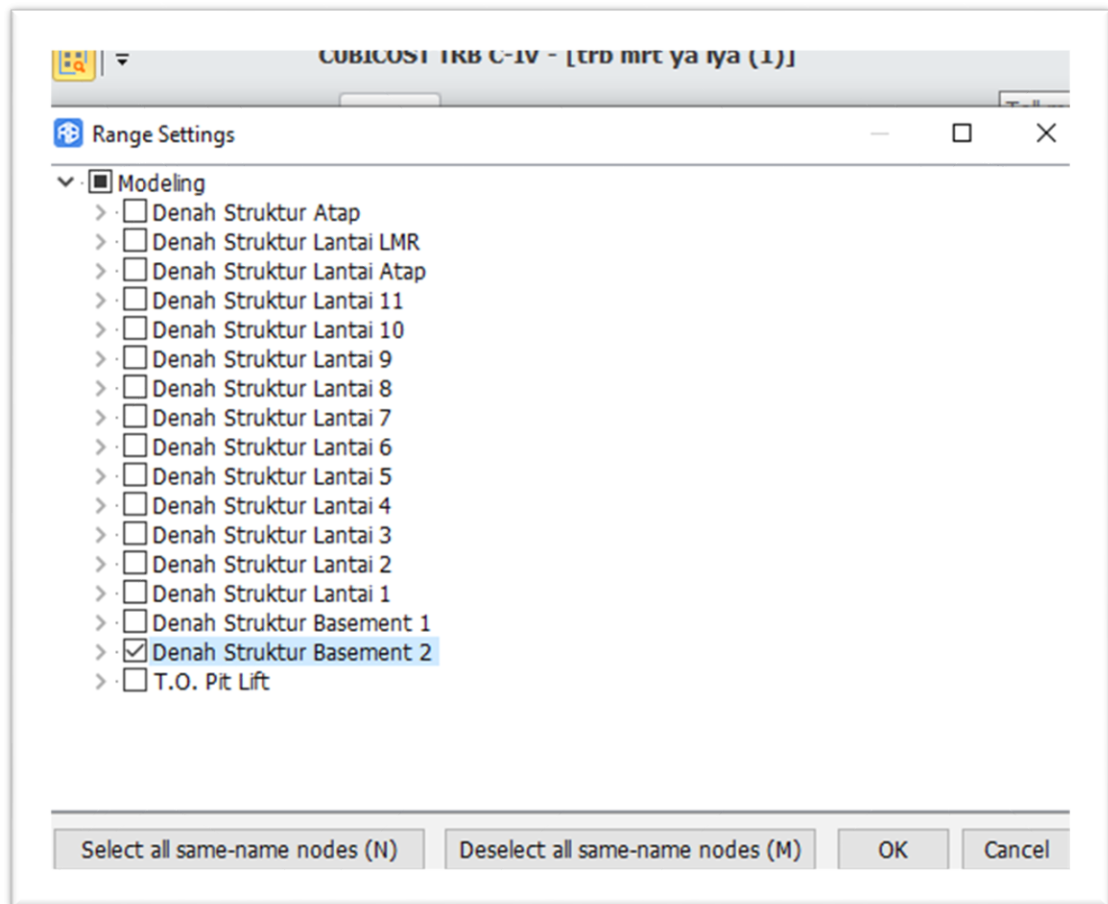 CUBICOST TRB C-IV - [trb mrt ya iya (1)]
Range Settings
Modeling
Denah Struktur Atap
Denah Struktur Lantai LMR
Denah Struktur Lantai Atap
Denah Struktur Lantai 11
Denah Struktur Lantai 10
Denah Struktur Lantai 9
Denah Struktur Lantai 8
Denah Struktur Lantai 7
Denah Struktur Lantai 6
Denah Struktur Lantai 5
Denah Struktur Lantai 4
Denah Struktur Lantai 3
Denah Struktur Lantai 2
Denah Struktur Lantai 1
Denah Struktur Basement 1
Denah Struktur Basement 2
T.O. Pit Lift
Select all same-name nodes (N) Deselect all same-name nodes (M) OK Cancel